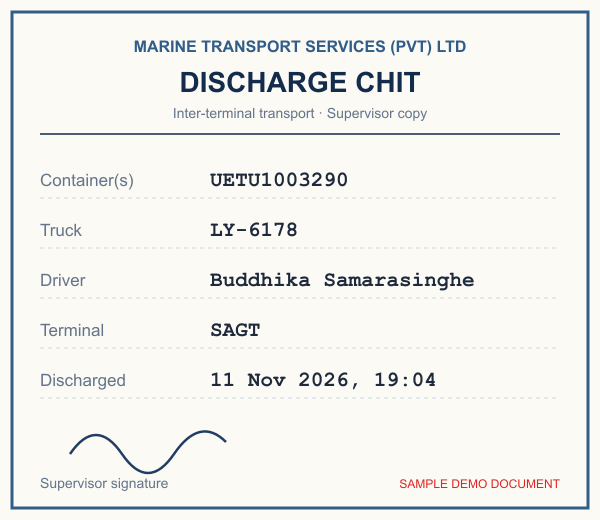 MARINE TRANSPORT SERVICES (PVT) LTD
DISCHARGE CHIT
Inter-terminal transport · Supervisor copy
Container(s) UETU1003290
Truck LY-6178
Driver Buddhika Samarasinghe
Terminal SAGT
Discharged 11 Nov 2026, 19:04
Supervisor signature SAMPLE DEMO DOCUMENT